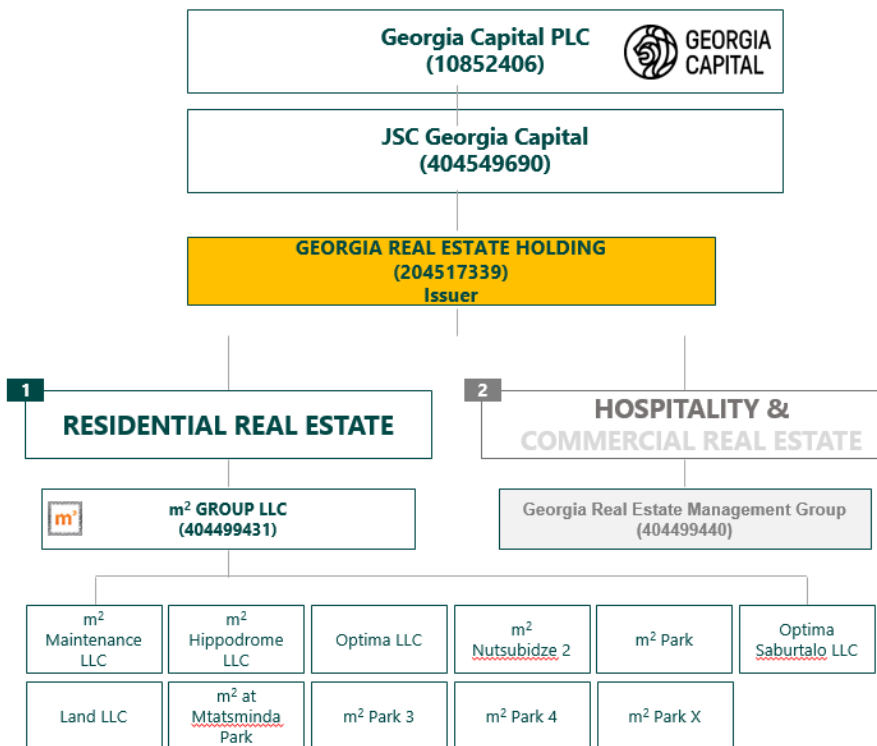 Georgia Capital PLC
(10852406)
GEORGIA
CAPITAL
JSC Georgia Capital
(404549690)
GEORGIA REAL ESTATE HOLDING
(204517339)
Issuer
1
RESIDENTIAL REAL ESTATE
2
HOSPITALITY &
COMMERCIAL REAL ESTATE
m²
m² GROUP LLC
(404499431)
Georgia Real Estate Management Group
(404499440)
m²
Maintenance
LLC
m²
Hippodrome
LLC
Optima LLC
m²
Nutsubidze 2
m² Park
Optima
Saburtalo LLC
Land LLC
m² at
Mtatsminda
Park
m² Park 3
m² Park 4
m² Park X